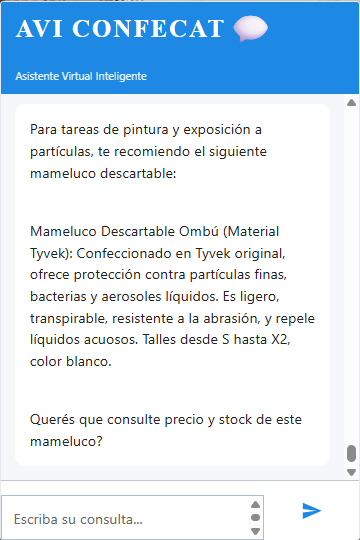 AVI CONFECAT
Asistente Virtual Inteligente
Para tareas de pintura y exposición a
partículas, te recomiendo el siguiente
mameluco descartable:
Mameluco Descartable Ombú (Material
Tyvek): Confeccionado en Tyvek original,
ofrece protección contra partículas finas,
bacterias y aerosoles líquidos. Es ligero,
transpirable, resistente a la abrasión, y repele
líquidos acuosos. Talles desde S hasta X2,
color blanco.
Querés que consulte precio y stock de este
mameluco?
Escriba su consulta...